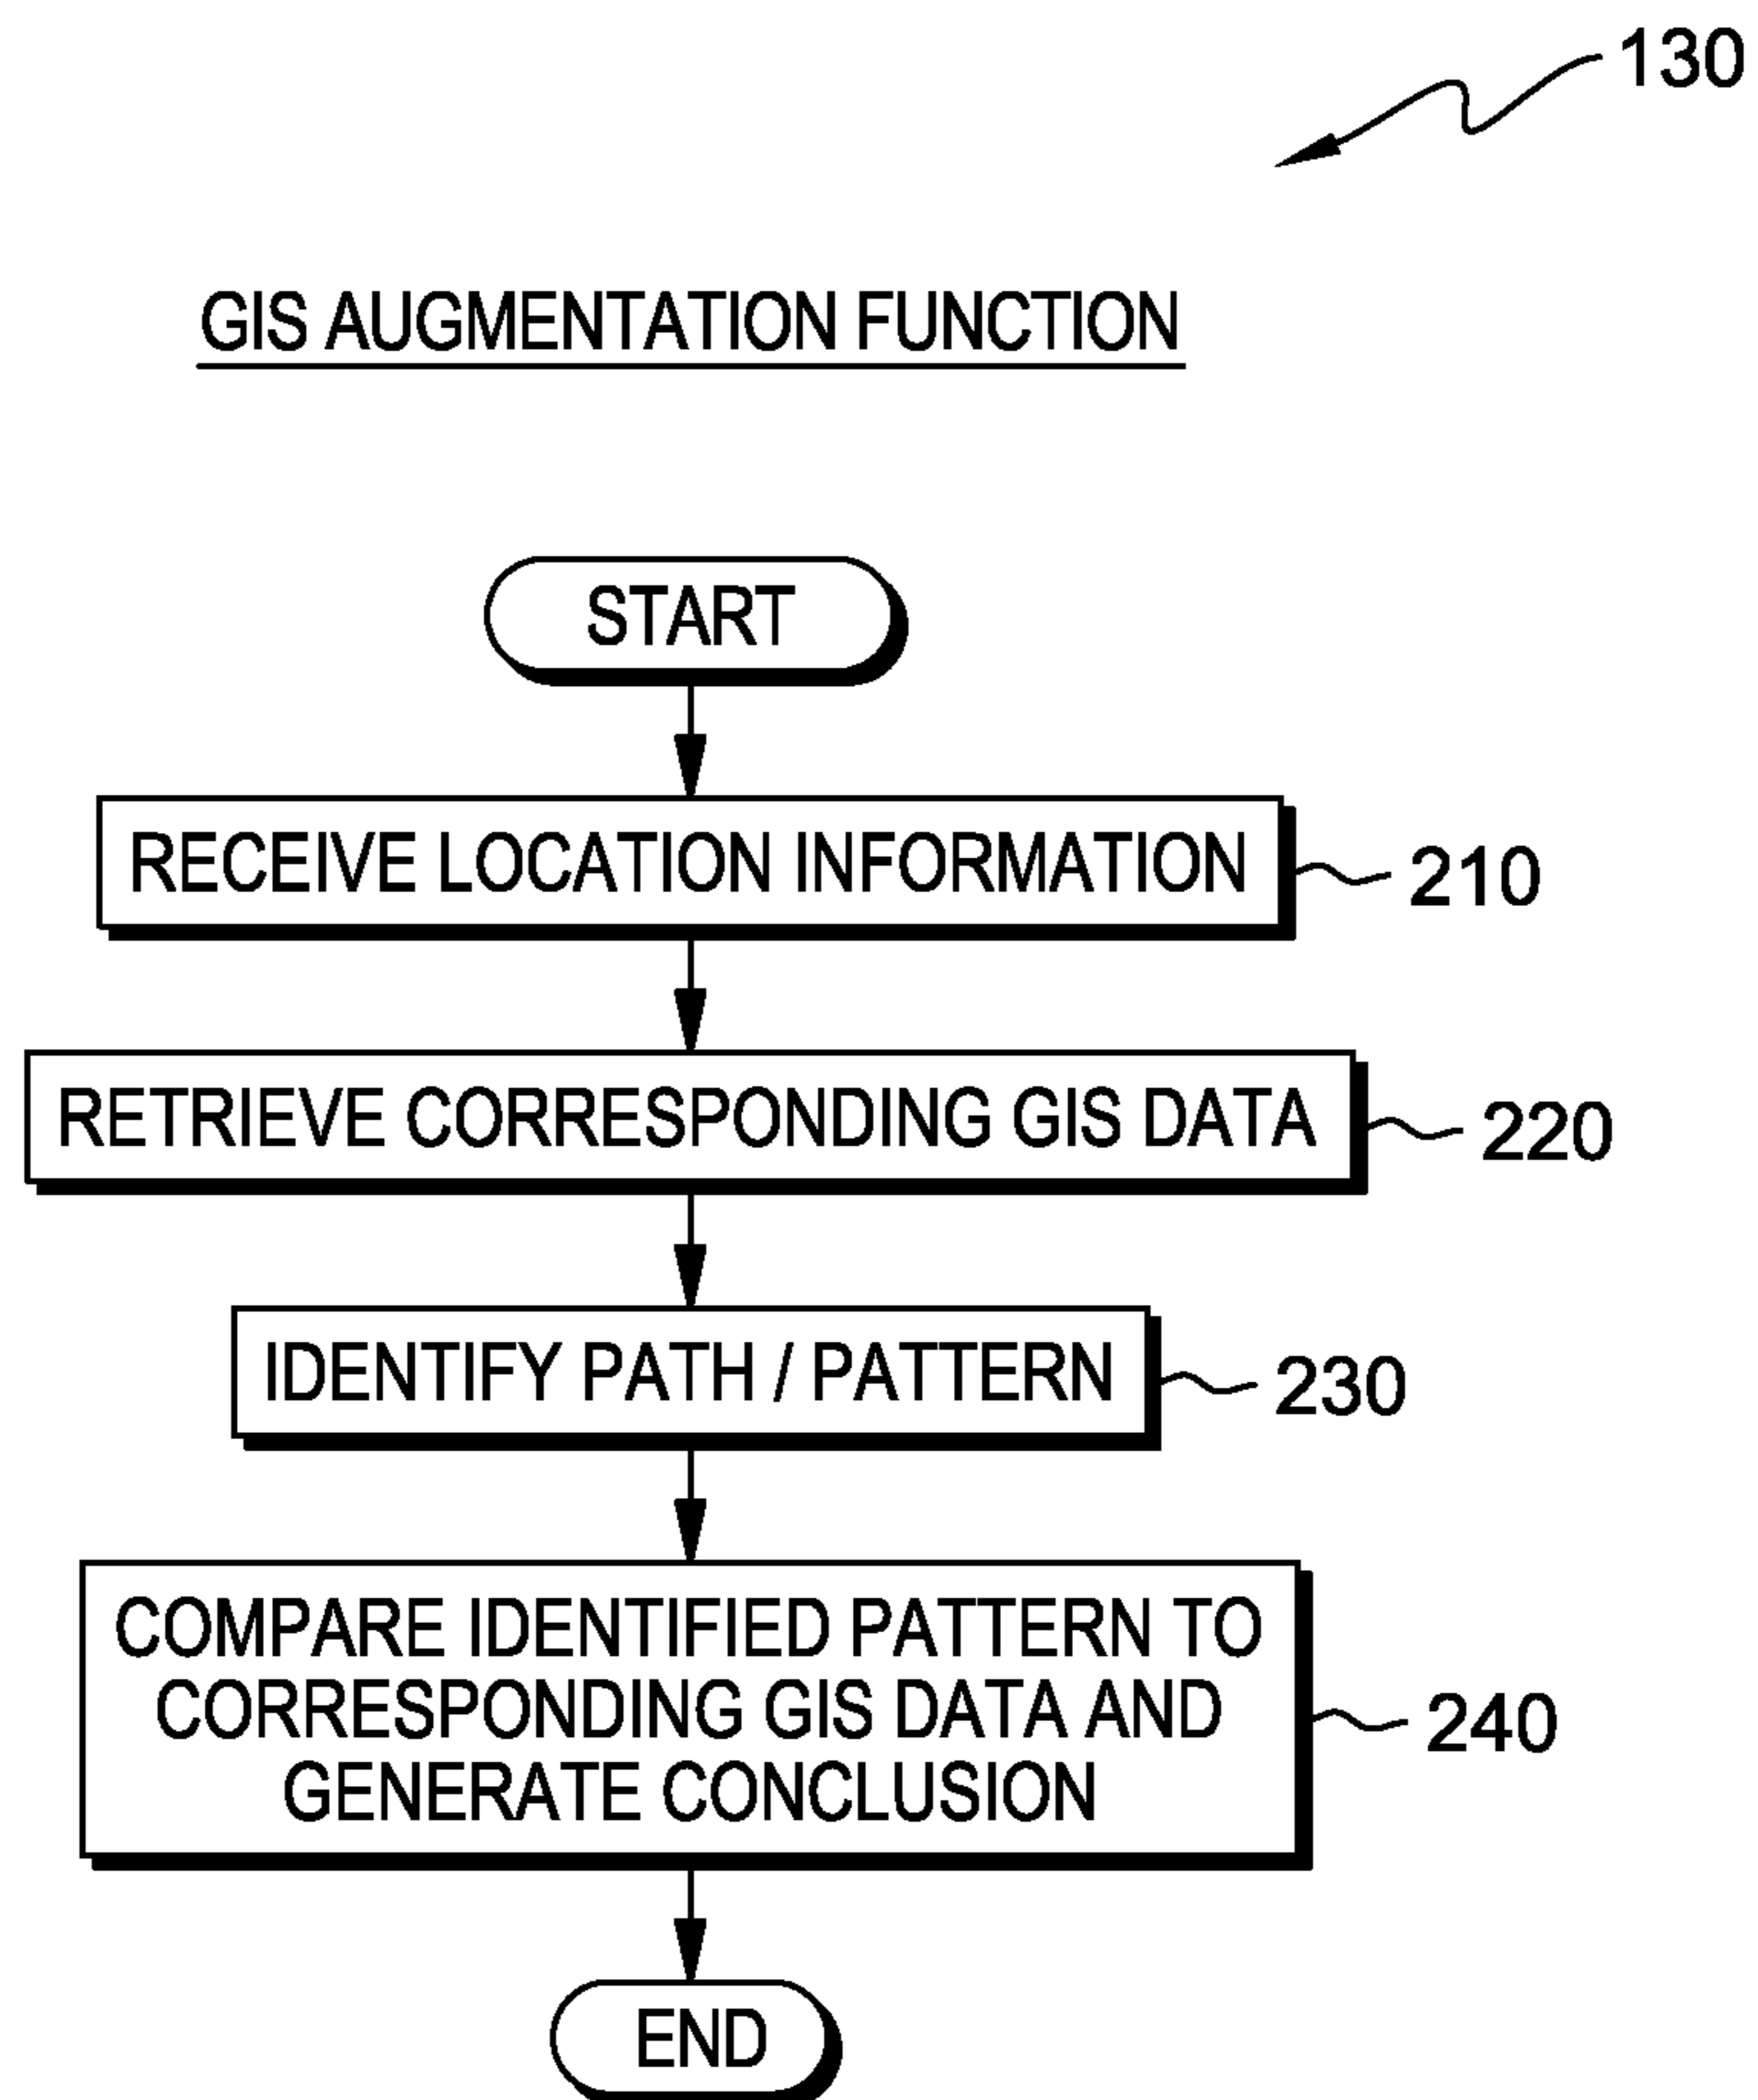 130
GIS AUGMENTATION FUNCTION
START
RECEIVE LOCATION INFORMATION
210
RETRIEVE CORRESPONDING GIS DATA
220
IDENTIFY PATH / PATTERN
230
COMPARE IDENTIFIED PATTERN TO
CORRESPONDING GIS DATA AND
GENERATE CONCLUSION
240
END